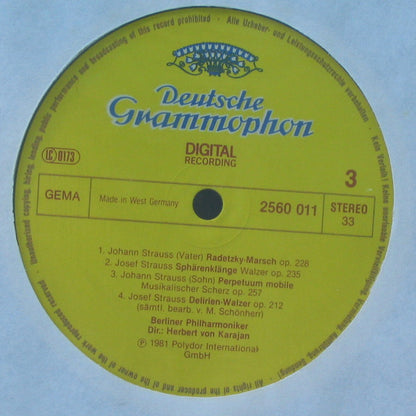 Unauthorized copying, hiring, lending, public performance and broadcasting of this record prohibited · Alle Urheber- und Leistungsschutzrechte vorbehalten · Kein Verleih! Keine
Deutsche
Grammophon
DIGITAL
RECORDING
LC 0173
3
GEMA
Made in West Germany
2560 011
STEREO
33
1. Johann Strauss (Vater) Radetzky-Marsch op. 228
2. Josef Strauss Sphärenklänge Walzer op. 235
3. Johann Strauss (Sohn) Perpetuum mobile
Musikalischer Scherz op. 257
4. Josef Strauss Delirien-Walzer op. 212
(sämtl. bearb. v. M. Schönherr)
Berliner Philharmoniker
Dir.: Herbert von Karajan
℗ 1981 Polydor International
GmbH
All rights of the producer and of the owner of the work reproduced reserved